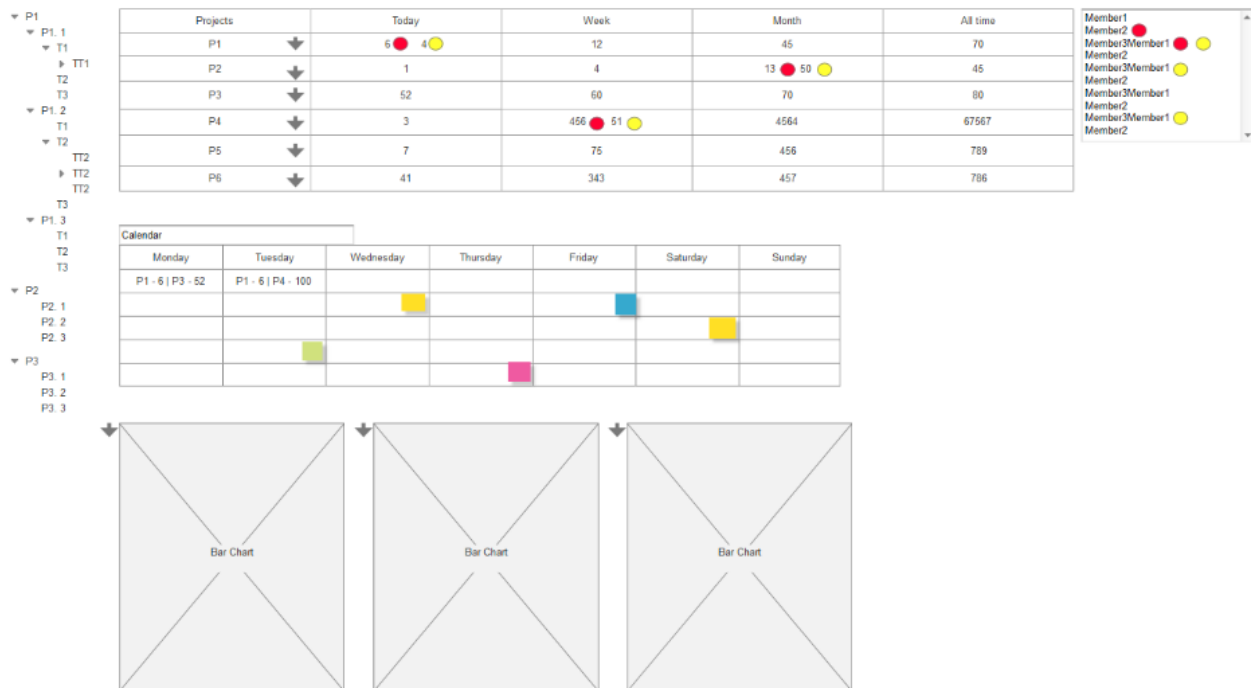 P1
P1. 1
T1
TT1
T2
T3
P1. 2
T1
T2
TT2
TT2
TT2
T3
P1. 3
T1
T2
T3
P2
P2. 1
P2. 2
P2. 3
P3
P3. 1
P3. 2
P3. 3
Projects Today Week Month All time
P1 6 4 12 45 70
P2 1 4 13 50 45
P3 52 60 70 80
P4 3 456 51 4564 67567
P5 7 75 456 789
P6 41 343 457 786
Member1
Member2
Member3Member1
Member2
Member3Member1
Member2
Member3Member1
Member2
Member3Member1
Member2
Calendar
Monday Tuesday Wednesday Thursday Friday Saturday Sunday
P1 - 6 | P3 - 52 P1 - 6 | P4 - 100
Bar Chart Bar Chart Bar Chart